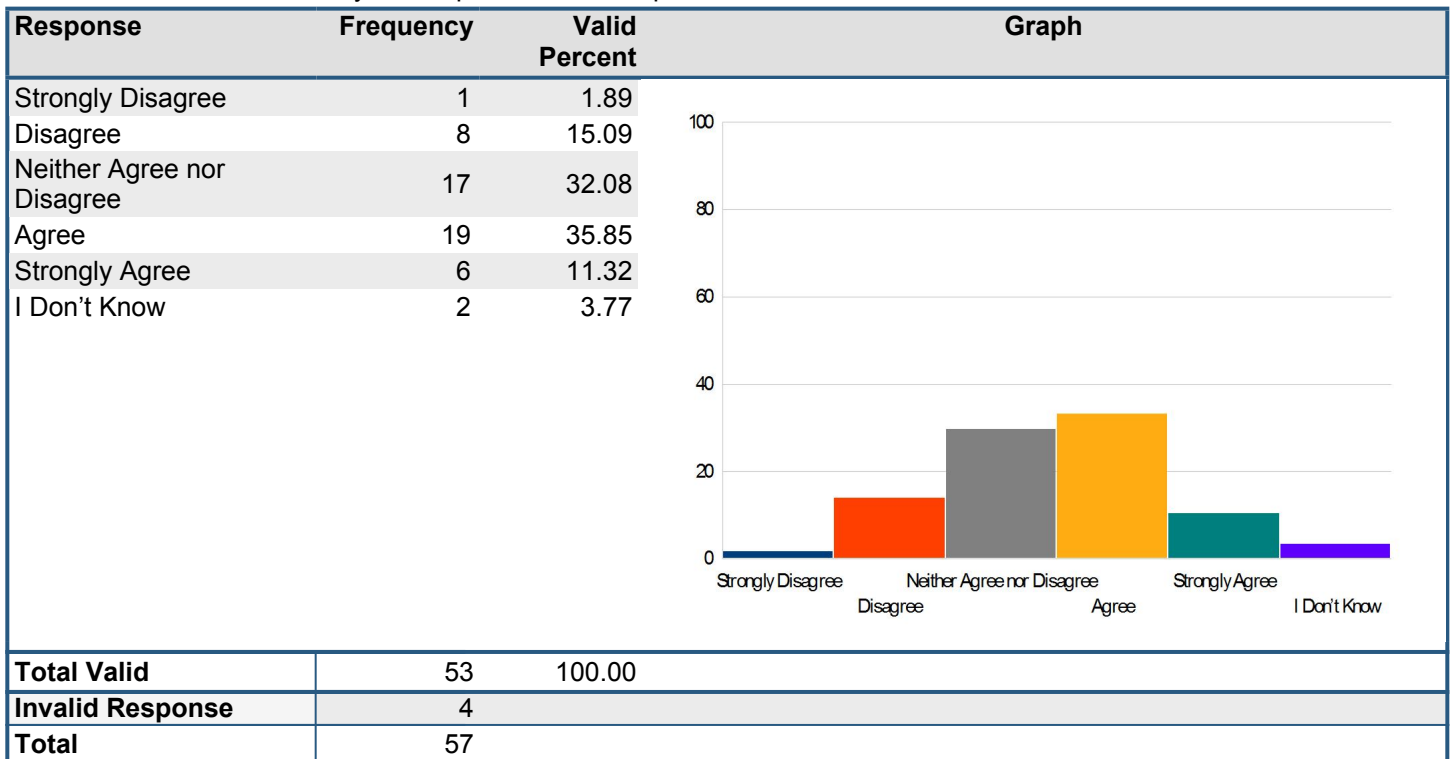 Response Frequency Valid Percent Graph
Strongly Disagree 1 1.89
Disagree 8 15.09
Neither Agree nor Disagree 17 32.08
Agree 19 35.85
Strongly Agree 6 11.32
I Don’t Know 2 3.77
100
80
60
40
20
0
Strongly Disagree Neither Agree nor Disagree Strongly Agree
Disagree Agree I Don’t Know
Total Valid 53 100.00
Invalid Response 4
Total 57